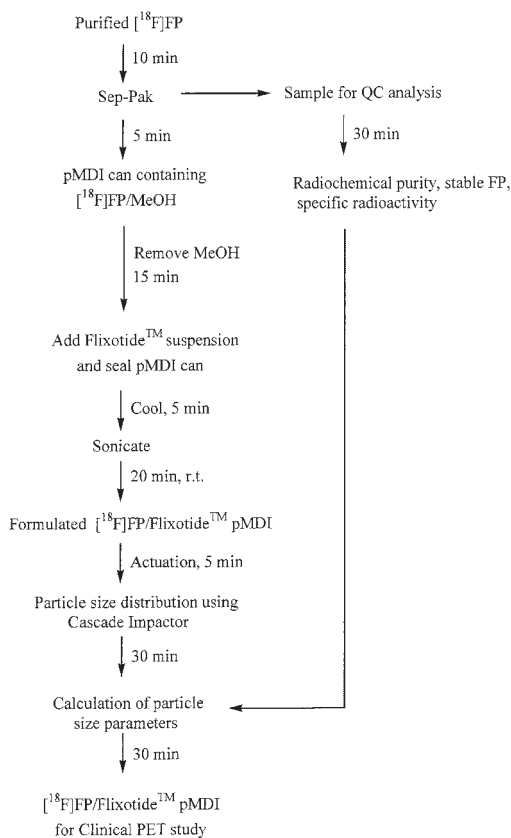 Purified [18F]FP
10 min
Sep-Pak
Sample for QC analysis
5 min
30 min
pMDI can containing
[18F]FP/MeOH
Radiochemical purity, stable FP,
specific radioactivity
Remove MeOH
15 min
Add Flixotide™ suspension
and seal pMDI can
Cool, 5 min
Sonicate
20 min, r.t.
Formulated [18F]FP/Flixotide™ pMDI
Actuation, 5 min
Particle size distribution using
Cascade Impactor
30 min
Calculation of particle
size parameters
30 min
[18F]FP/Flixotide™ pMDI
for Clinical PET study